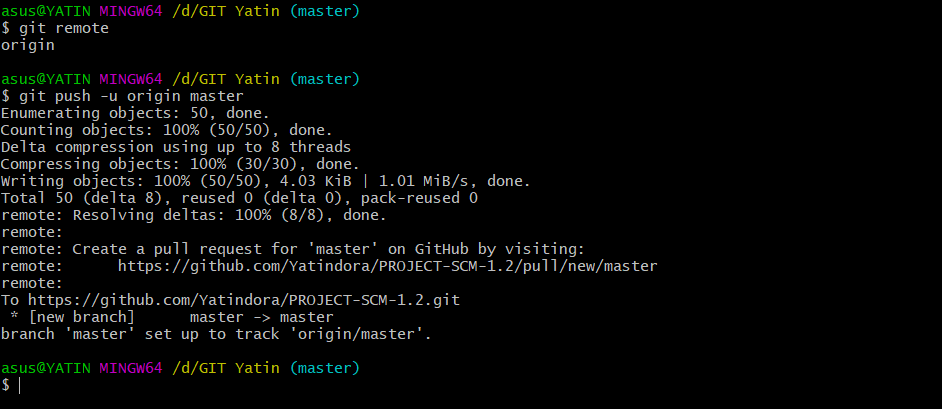 asus@YATIN MINGW64 /d/GIT Yatin (master)
$ git remote
origin
asus@YATIN MINGW64 /d/GIT Yatin (master)
$ git push -u origin master
Enumerating objects: 50, done.
Counting objects: 100% (50/50), done.
Delta compression using up to 8 threads
Compressing objects: 100% (30/30), done.
Writing objects: 100% (50/50), 4.03 KiB | 1.01 MiB/s, done.
Total 50 (delta 8), reused 0 (delta 0), pack-reused 0
remote: Resolving deltas: 100% (8/8), done.
remote:
remote: Create a pull request for 'master' on GitHub by visiting:
remote:      https://github.com/Yatindora/PROJECT-SCM-1.2/pull/new/master
remote:
To https://github.com/Yatindora/PROJECT-SCM-1.2.git
 * [new branch]      master -> master
branch 'master' set up to track 'origin/master'.
asus@YATIN MINGW64 /d/GIT Yatin (master)
$